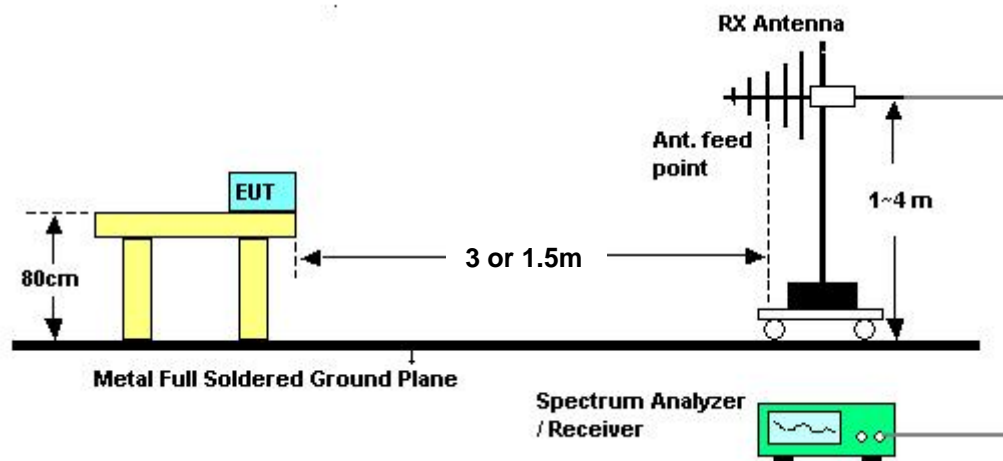 RX Antenna
Ant. feed
point
EUT
1~4 m
3 or 1.5m
80cm
Metal Full Soldered Ground Plane
Spectrum Analyzer
/ Receiver